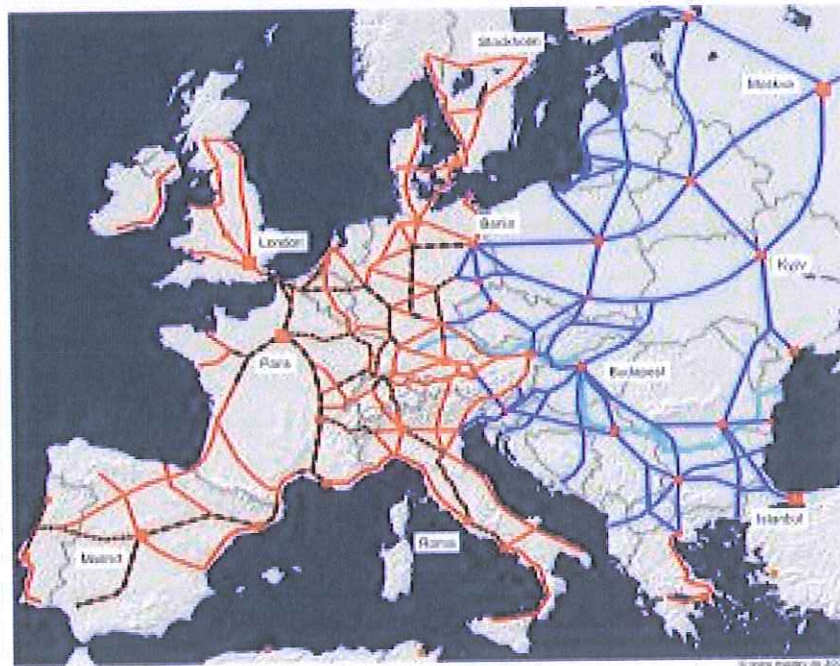 Stockholm
Moskva
London
Berlin
Kyiv
Paris
Budapest
Istanbul
Madrid
Roma